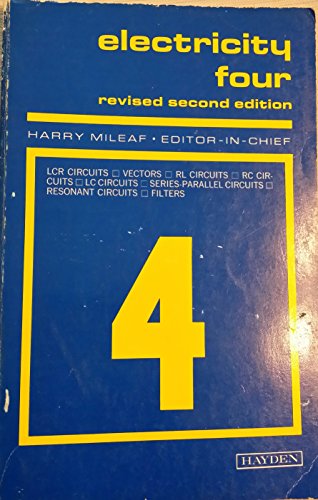 electricity
four
revised second edition
HARRY MILEAF · EDITOR-IN-CHIEF
LCR CIRCUITS □ VECTORS □ RL CIRCUITS □ RC CIR-
CUITS □ LC CIRCUITS □ SERIES-PARALLEL CIRCUITS □
RESONANT CIRCUITS □ FILTERS
4
HAYDEN